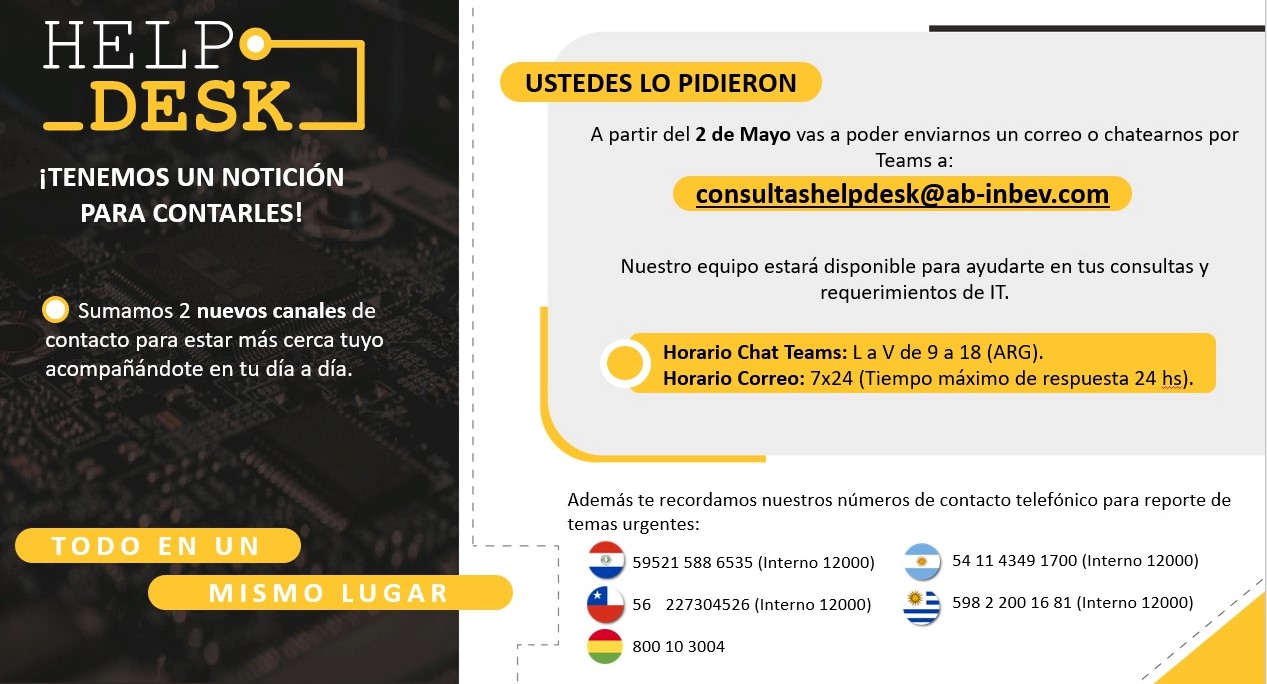 HELP
_DESK_
¡TENEMOS UN NOTICIÓN
PARA CONTARLES!
Sumamos 2 nuevos canales de
contacto para estar más cerca tuyo
acompañándote en tu día a día.
TODO EN UN
MISMO LUGAR
USTEDES LO PIDIERON
A partir del 2 de Mayo vas a poder enviarnos un correo o chatearnos por
Teams a:
consultashelpdesk@ab-inbev.com
Nuestro equipo estará disponible para ayudarte en tus consultas y
requerimientos de IT.
Horario Chat Teams: L a V de 9 a 18 (ARG).
Horario Correo: 7x24 (Tiempo máximo de respuesta 24 hs).
Además te recordamos nuestros números de contacto telefónico para reporte de
temas urgentes:
59521 588 6535 (Interno 12000)
56 227304526 (Interno 12000)
800 10 3004
54 11 4349 1700 (Interno 12000)
598 2 200 16 81 (Interno 12000)